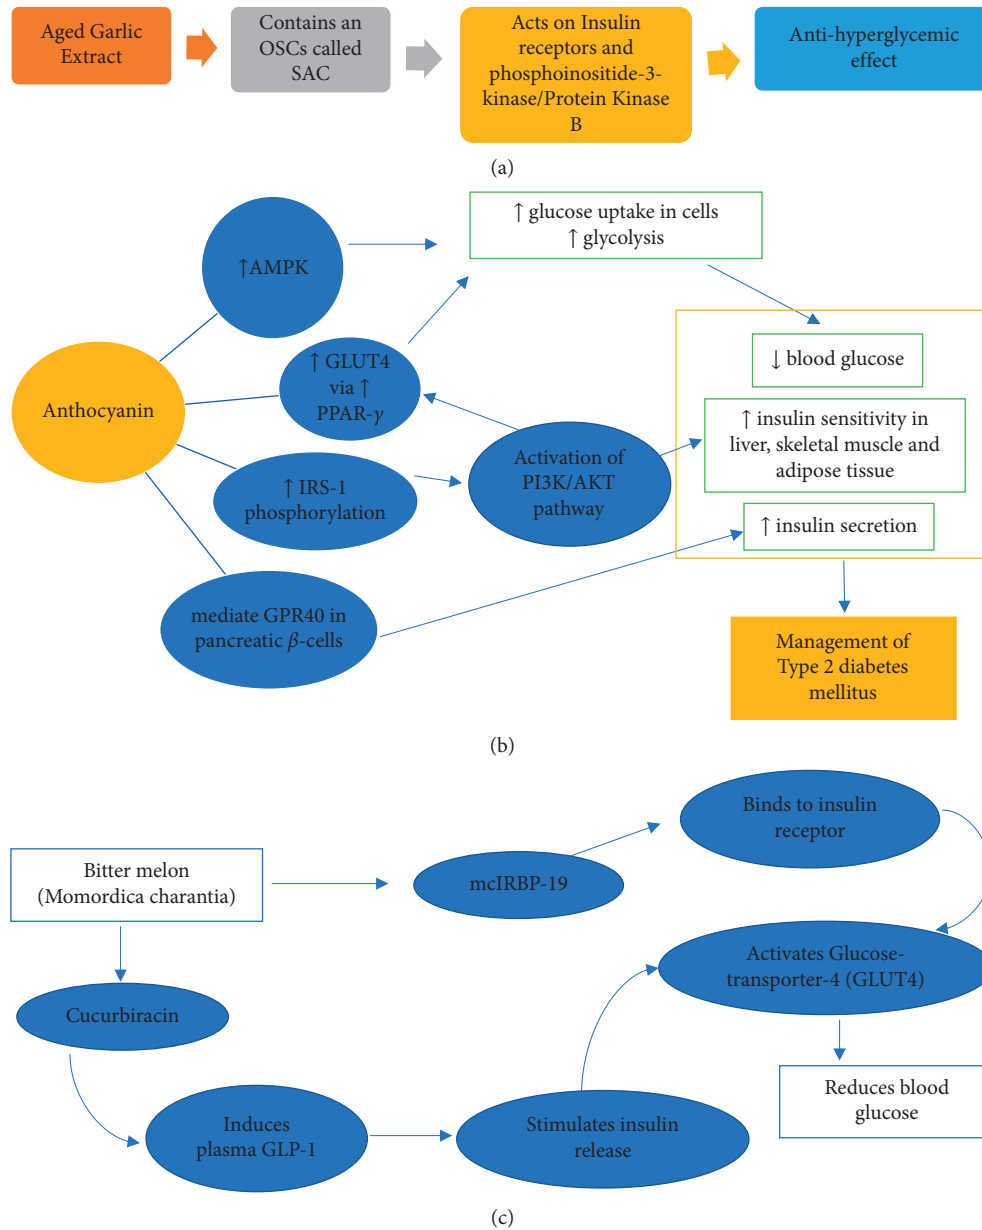 Aged Garlic
Extract
Contains an
OSCs called
SAC
Acts on Insulin
receptors and
phosphoinositide-3-
kinase/Protein Kinase
B
Anti-hyperglycemic
effect
(a)
↑AMPK
↑ glucose uptake in cells
↑ glycolysis
Anthocyanin
↑ GLUT4
via ↑
PPAR-γ
↓ blood glucose
↑ insulin sensitivity in
liver, skeletal muscle and
adipose tissue
↑ IRS-1
phosphorylation
Activation of
PI3K/AKT
pathway
↑ insulin secretion
mediate GPR40 in
pancreatic β-cells
Management of
Type 2 diabetes
mellitus
(b)
Bitter melon
(Momordica charantia)
mcIRBP-19
Binds to insulin
receptor
Activates Glucose-
transporter-4 (GLUT4)
Cucurbiracin
Induces
plasma GLP-1
Stimulates insulin
release
Reduces blood
glucose
(c)